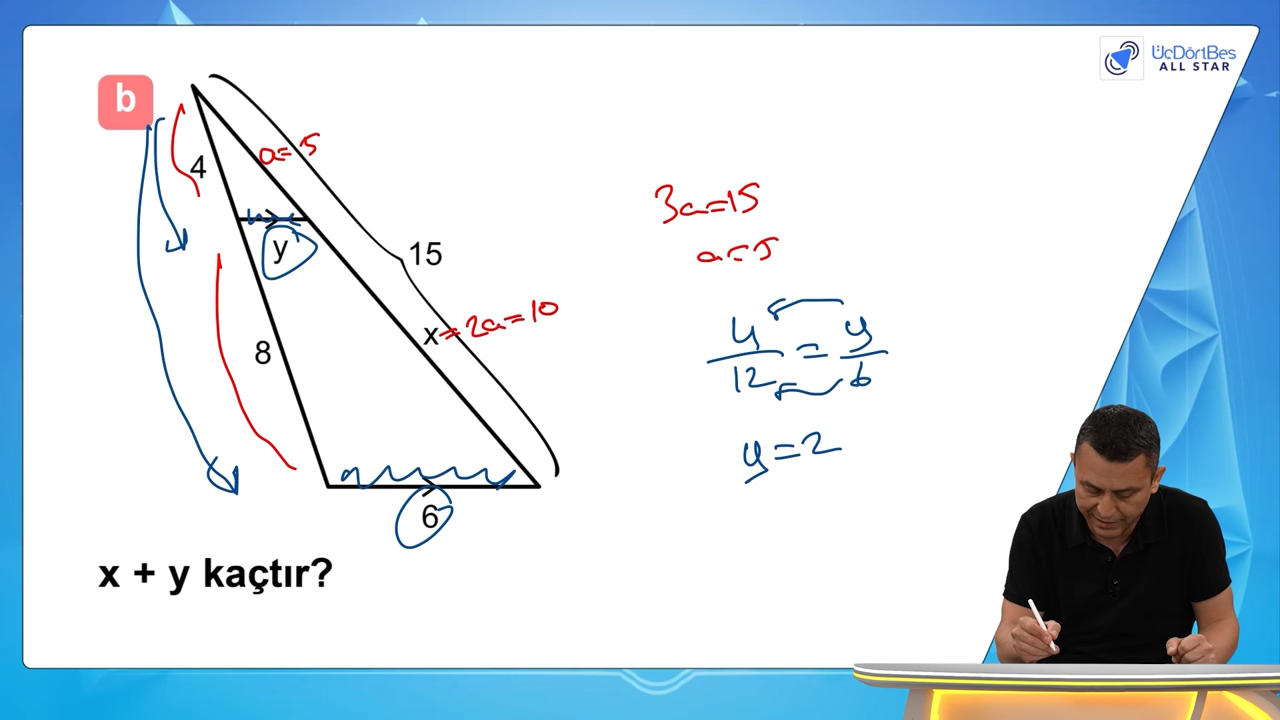 ÜçDörtBeş
ALL STAR
b
4
a=5
y
15
8
x=2a=10
6
3a=15
a=5
4/12=y/6
y=2
x + y kaçtır?